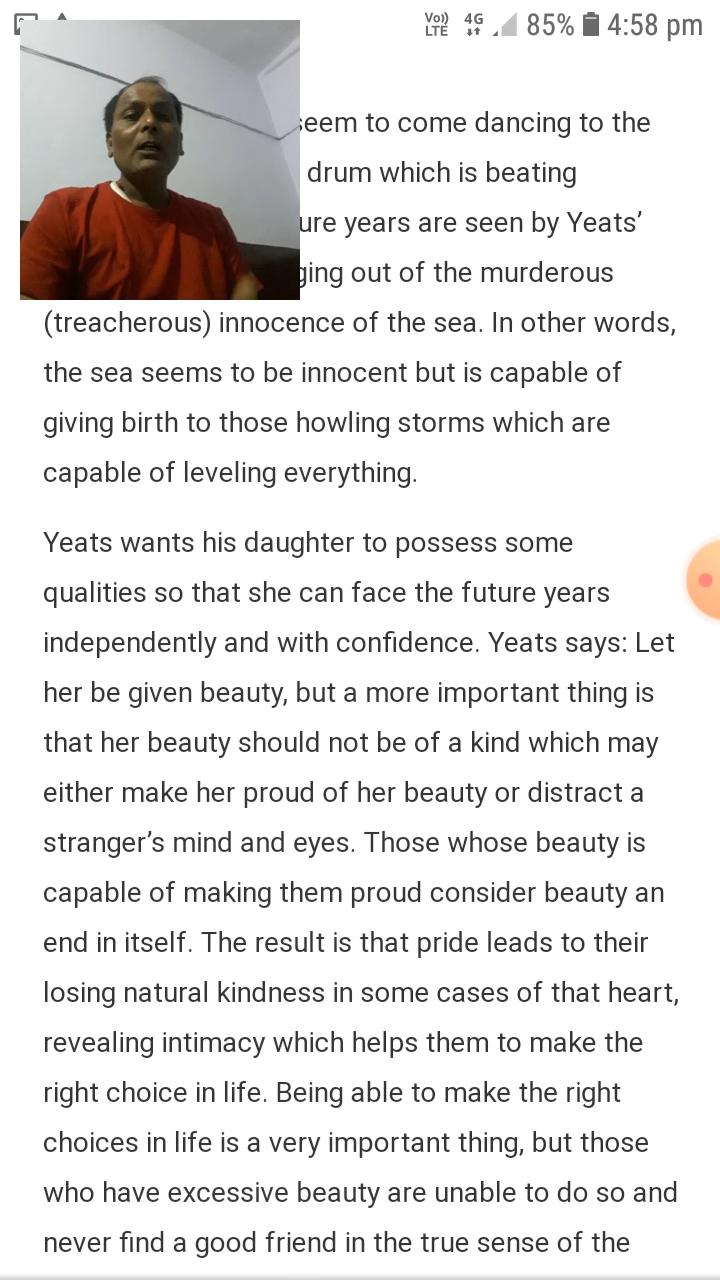 Vo)) LTE 4G 85% 4:58 pm
seem to come dancing to the
drum which is beating
years are seen by Yeats’
out of the murderous
(treacherous) innocence of the sea. In other words,
the sea seems to be innocent but is capable of
giving birth to those howling storms which are
capable of leveling everything.
Yeats wants his daughter to possess some
qualities so that she can face the future years
independently and with confidence. Yeats says: Let
her be given beauty, but a more important thing is
that her beauty should not be of a kind which may
either make her proud of her beauty or distract a
stranger’s mind and eyes. Those whose beauty is
capable of making them proud consider beauty an
end in itself. The result is that pride leads to their
losing natural kindness in some cases of that heart,
revealing intimacy which helps them to make the
right choice in life. Being able to make the right
choices in life is a very important thing, but those
who have excessive beauty are unable to do so and
never find a good friend in the true sense of the